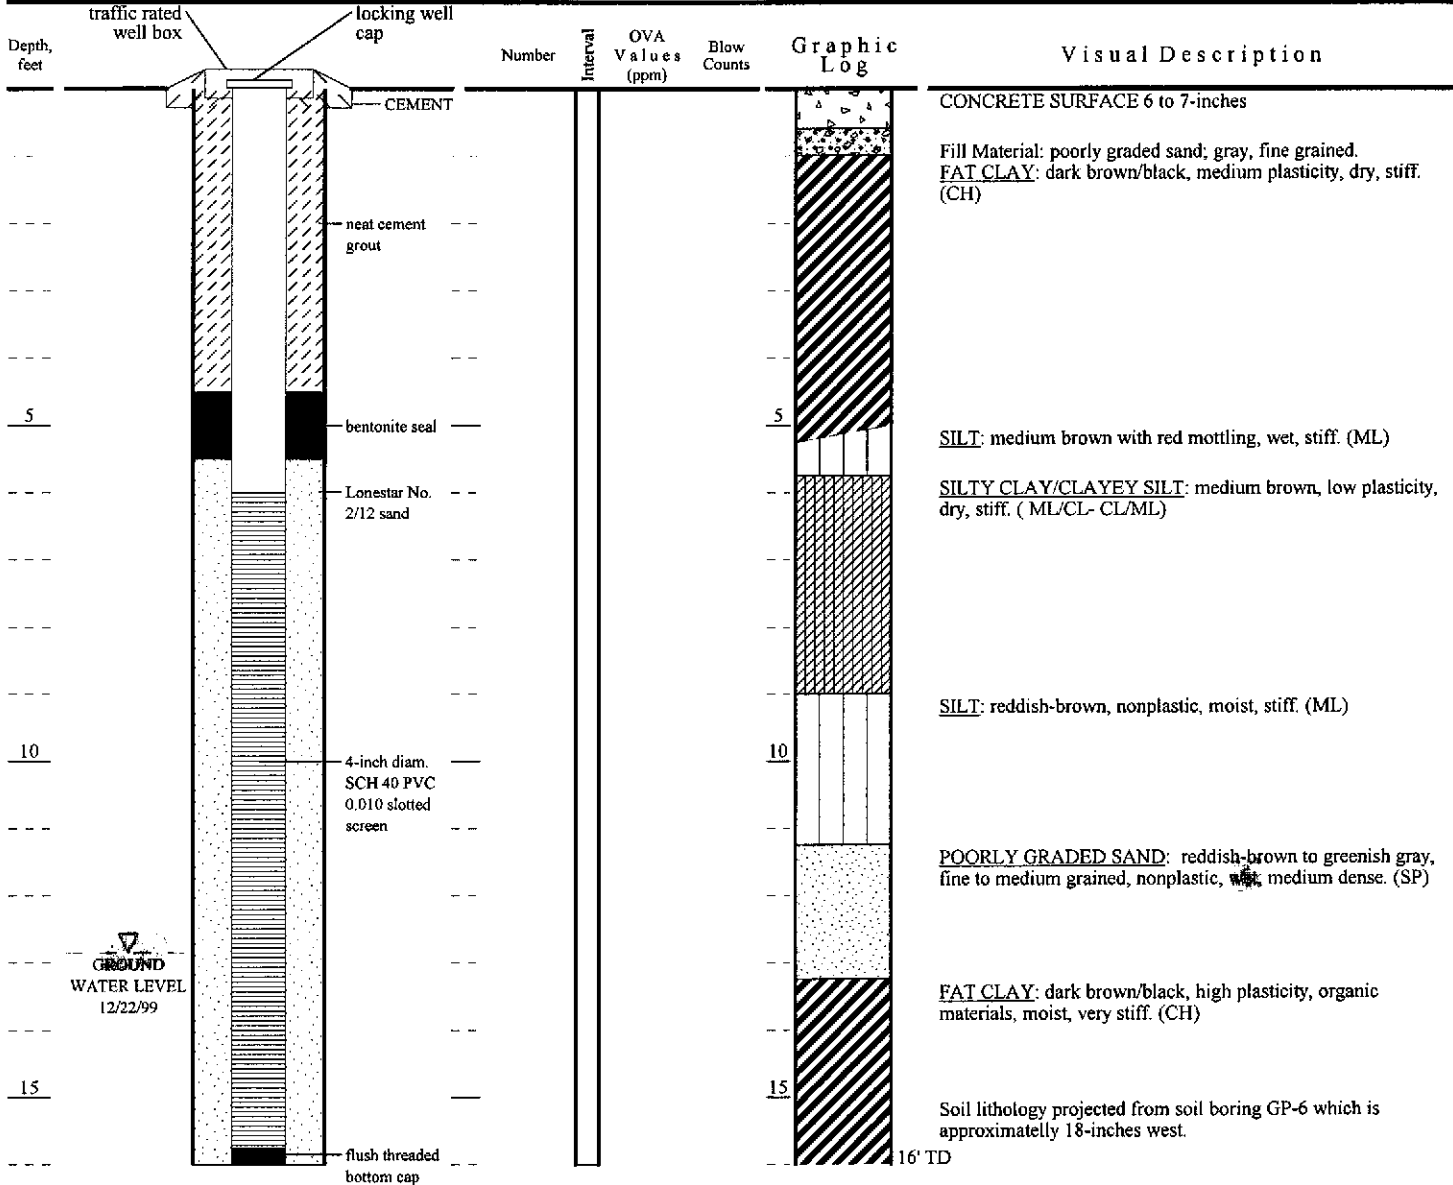 traffic rated
well box
locking well
cap
Depth,
feet
Number
Interval
OVA
Values
(ppm)
Blow
Counts
Graphic
Log
Visual Description
CEMENT
CONCRETE SURFACE 6 to 7-inches
Fill Material: poorly graded sand; gray, fine grained.
FAT CLAY: dark brown/black, medium plasticity, dry, stiff.
(CH)
neat cement
grout
5
bentonite seal
5
SILT: medium brown with red mottling, wet, stiff. (ML)
Lonestar No.
2/12 sand
SILTY CLAY/CLAYEY SILT: medium brown, low plasticity,
dry, stiff. ( ML/CL- CL/ML)
SILT: reddish-brown, nonplastic, moist, stiff. (ML)
10
4-inch diam.
SCH 40 PVC
0.010 slotted
screen
10
POORLY GRADED SAND: reddish-brown to greenish gray,
fine to medium grained, nonplastic, medium dense. (SP)
GROUND
WATER LEVEL
12/22/99
FAT CLAY: dark brown/black, high plasticity, organic
materials, moist, very stiff. (CH)
15
15
Soil lithology projected from soil boring GP-6 which is
approximatelly 18-inches west.
flush threaded
bottom cap
16' TD